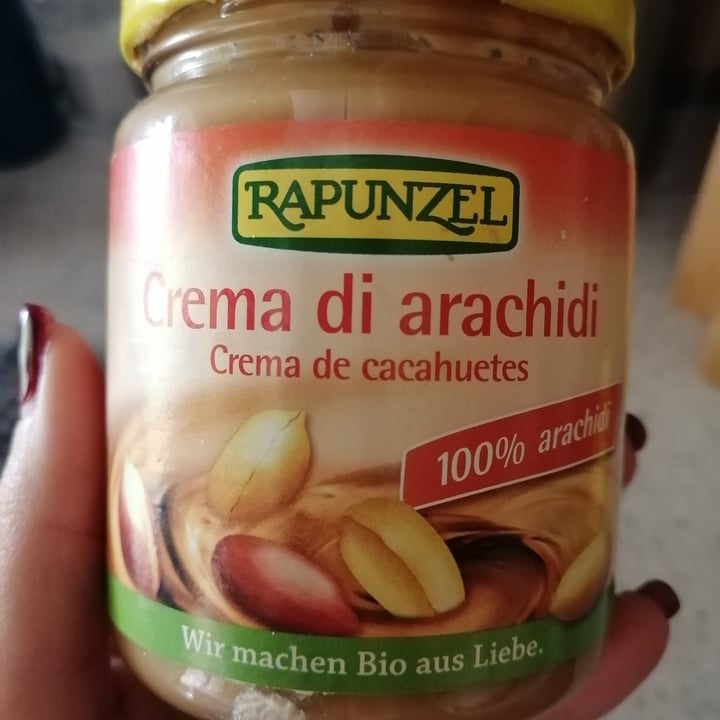 RAPUNZEL
Crema di arachidi
Crema de cacahuetes
100% arachidi
Wir machen Bio aus Liebe.